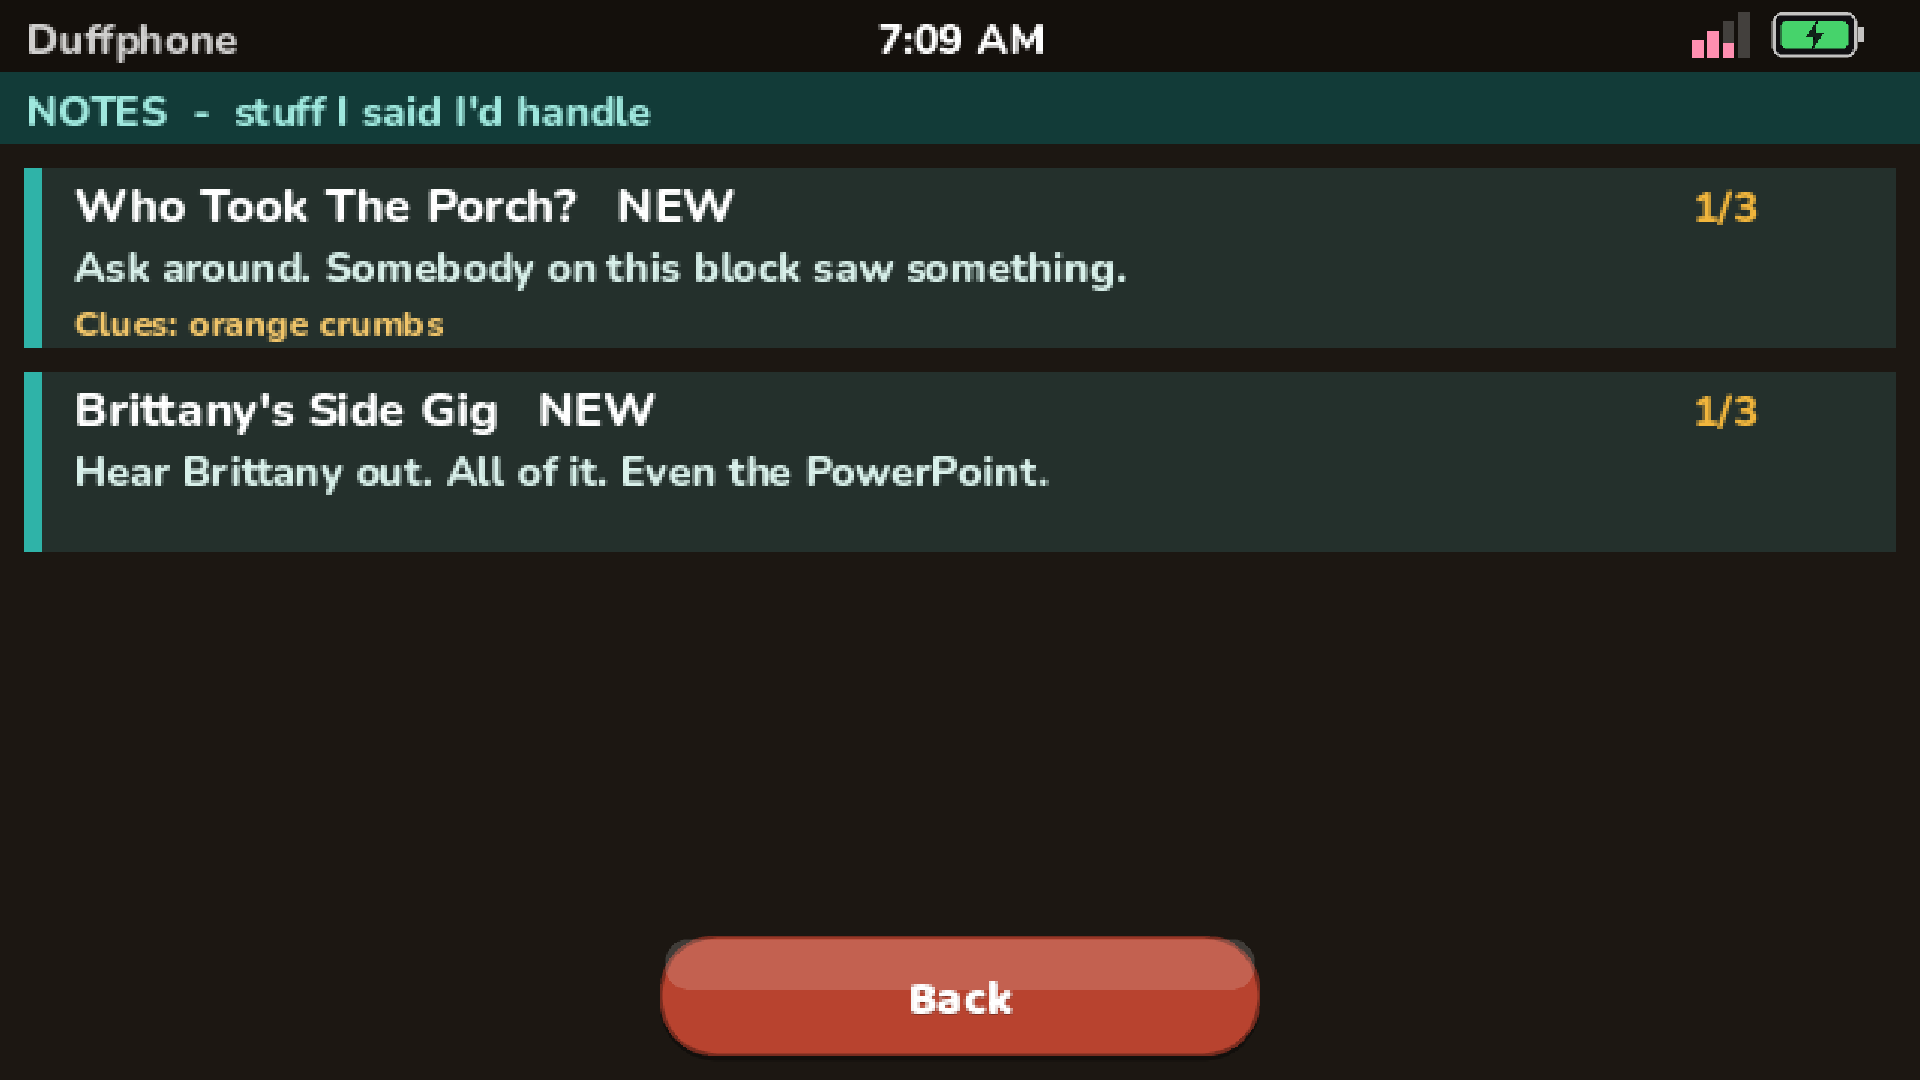 Duffphone
7:09 AM
NOTES - stuff I said I'd handle
Who Took The Porch? NEW
1/3
Ask around. Somebody on this block saw something.
Clues: orange crumbs
Brittany's Side Gig NEW
1/3
Hear Brittany out. All of it. Even the PowerPoint.
Back